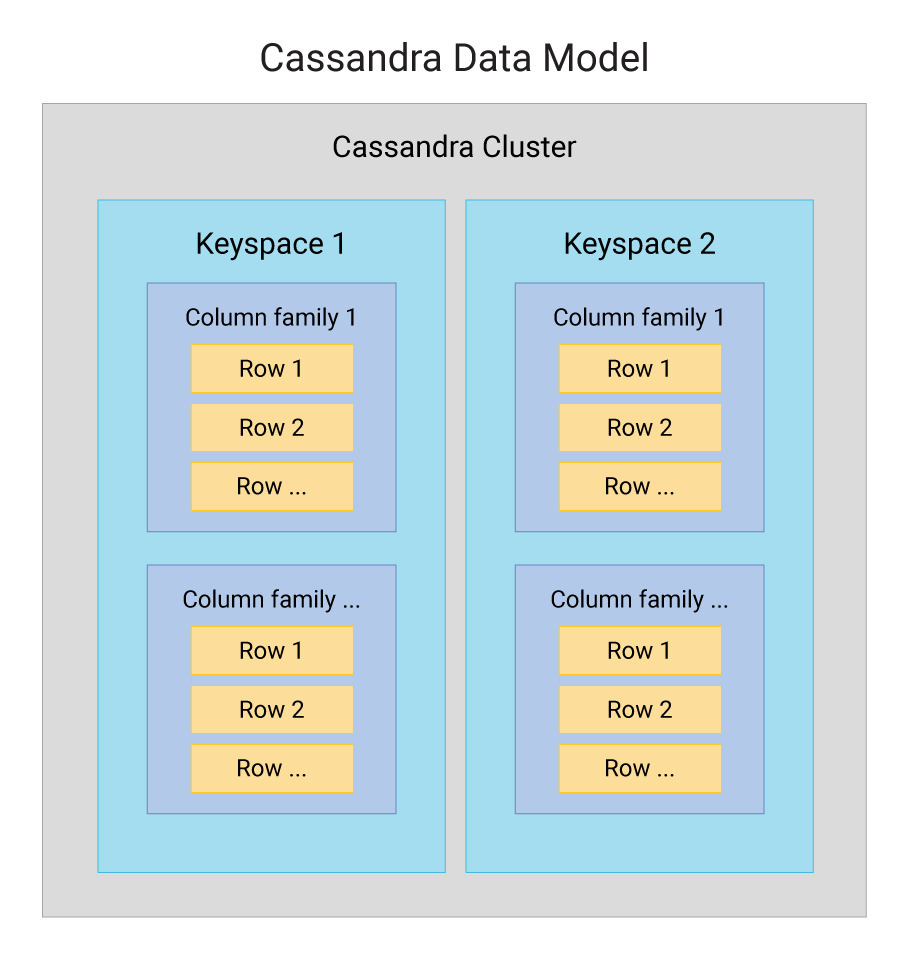 Cassandra Data Model
Cassandra Cluster
Keyspace 1
Column family 1
Row 1
Row 2
Row ...
Column family ...
Row 1
Row 2
Row ...
Keyspace 2
Column family 1
Row 1
Row 2
Row ...
Column family ...
Row 1
Row 2
Row ...